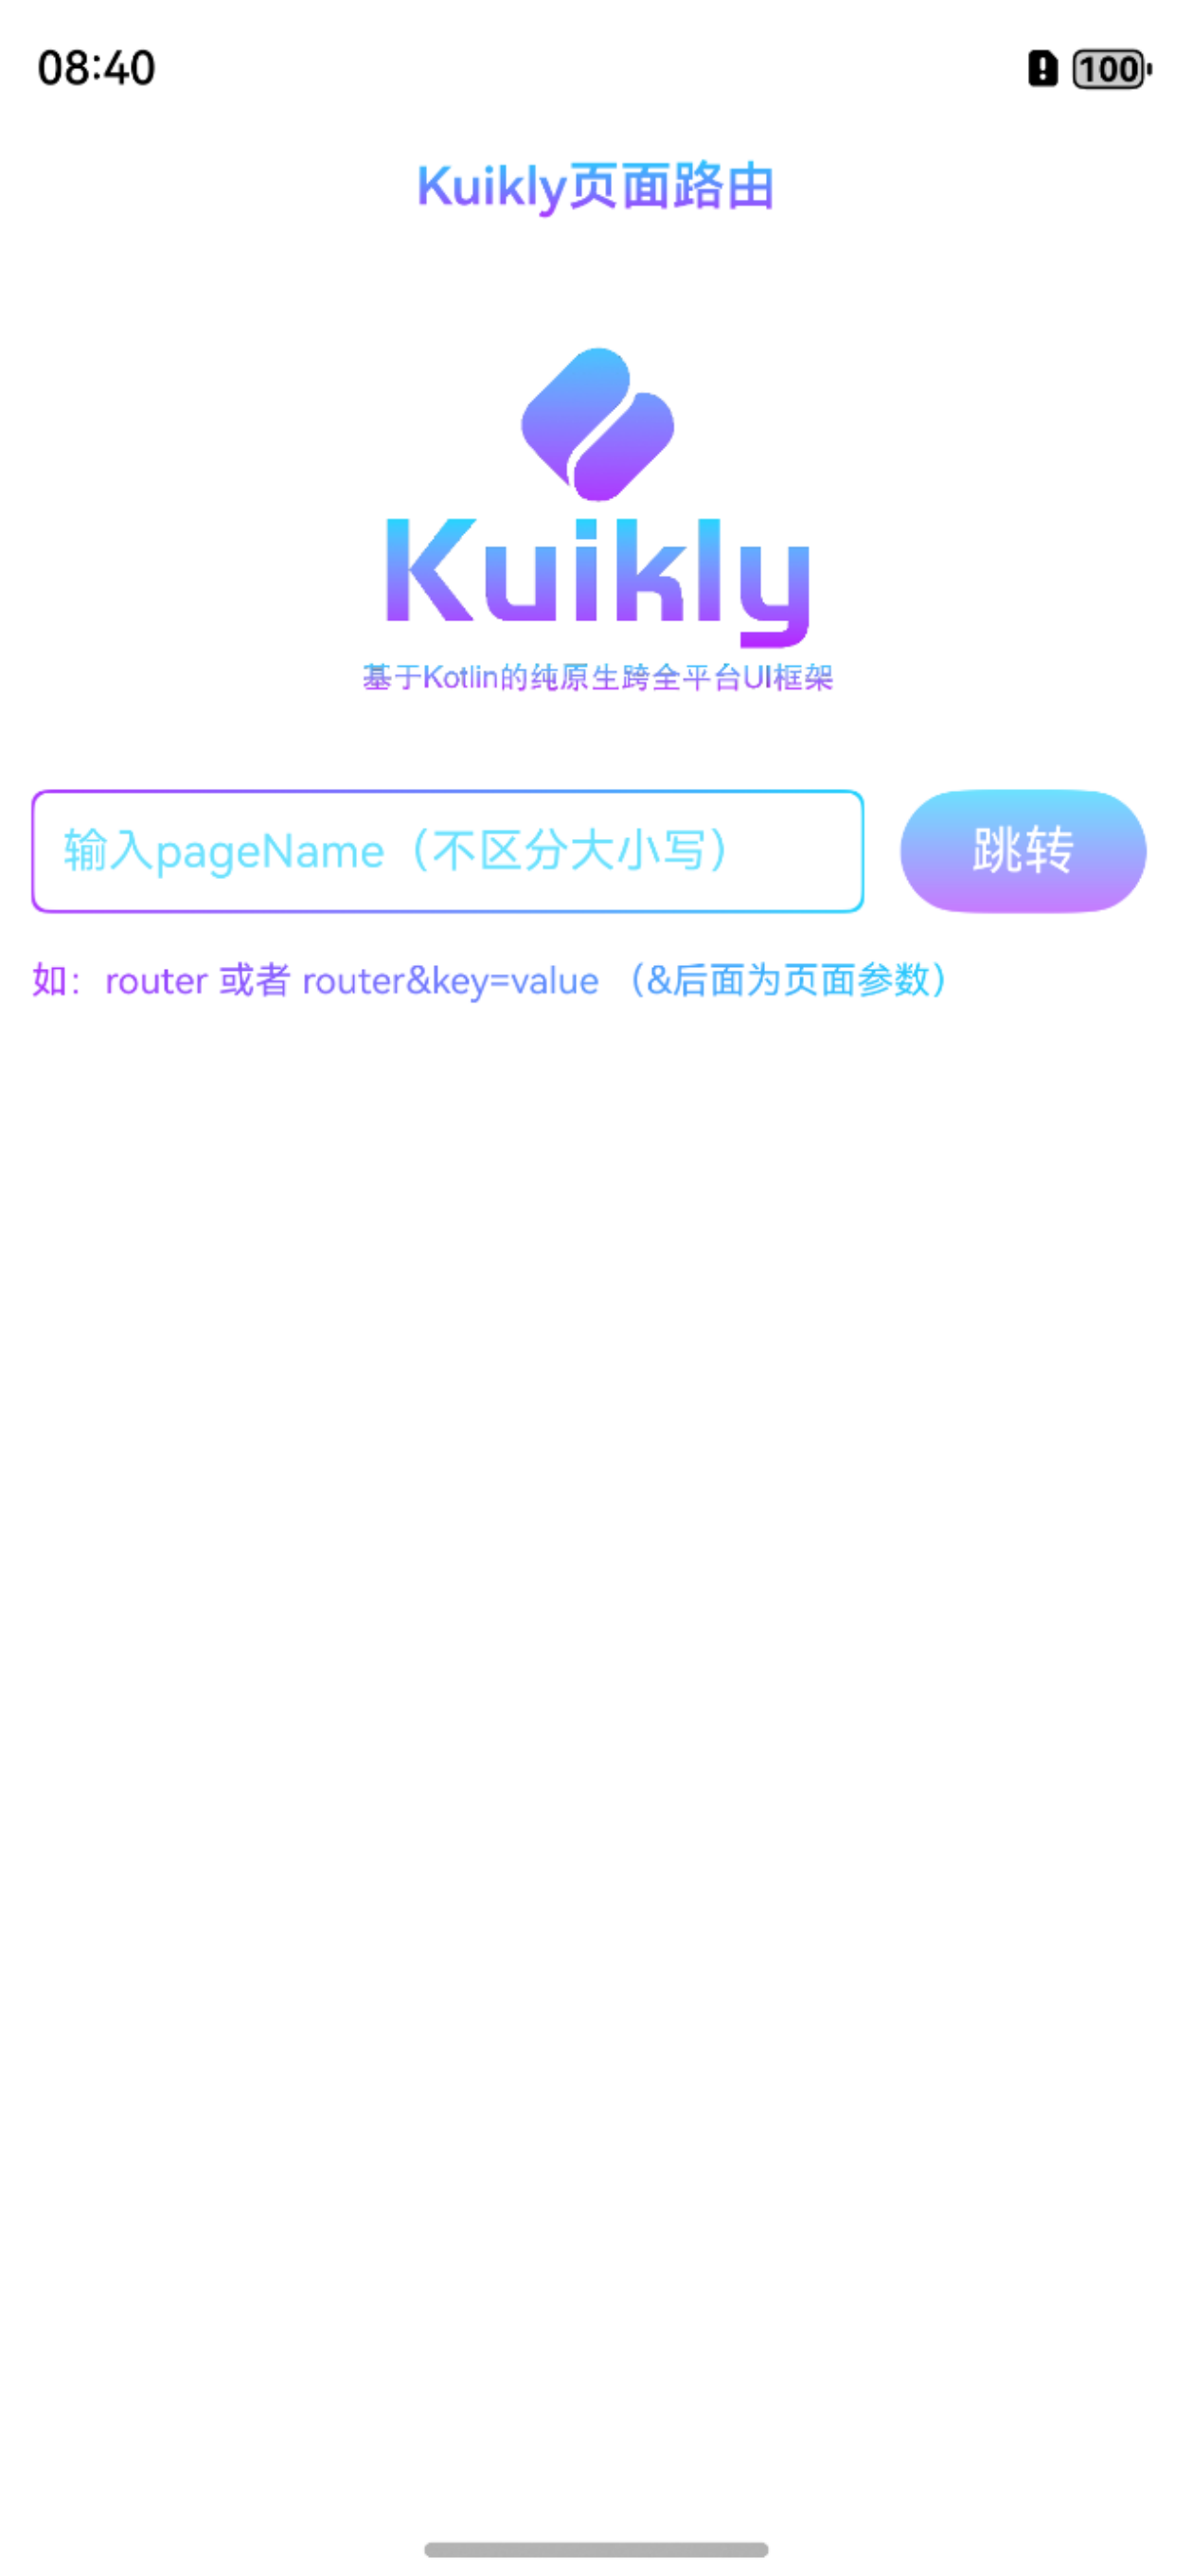 08:40
100
Kuikly页面路由
Kuikly
基于Kotlin的纯原生跨全平台UI框架
输入pageName（不区分大小写）
跳转
如：router 或者 router&key=value （&后面为页面参数）